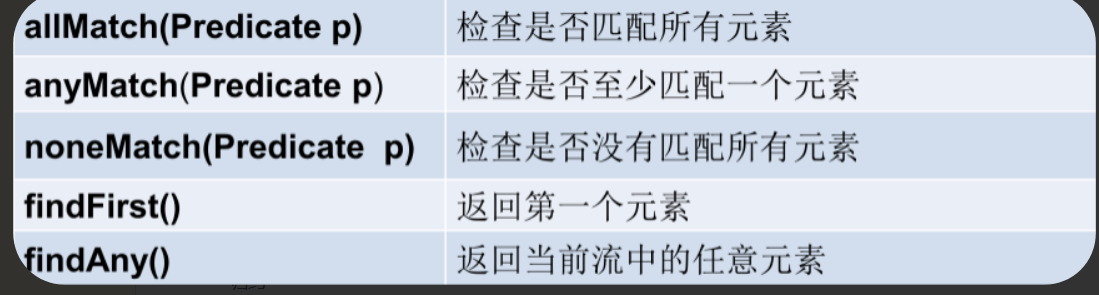 allMatch(Predicate p) 检查是否匹配所有元素
anyMatch(Predicate p) 检查是否至少匹配一个元素
noneMatch(Predicate  p) 检查是否没有匹配所有元素
findFirst() 返回第一个元素
findAny() 返回当前流中的任意元素